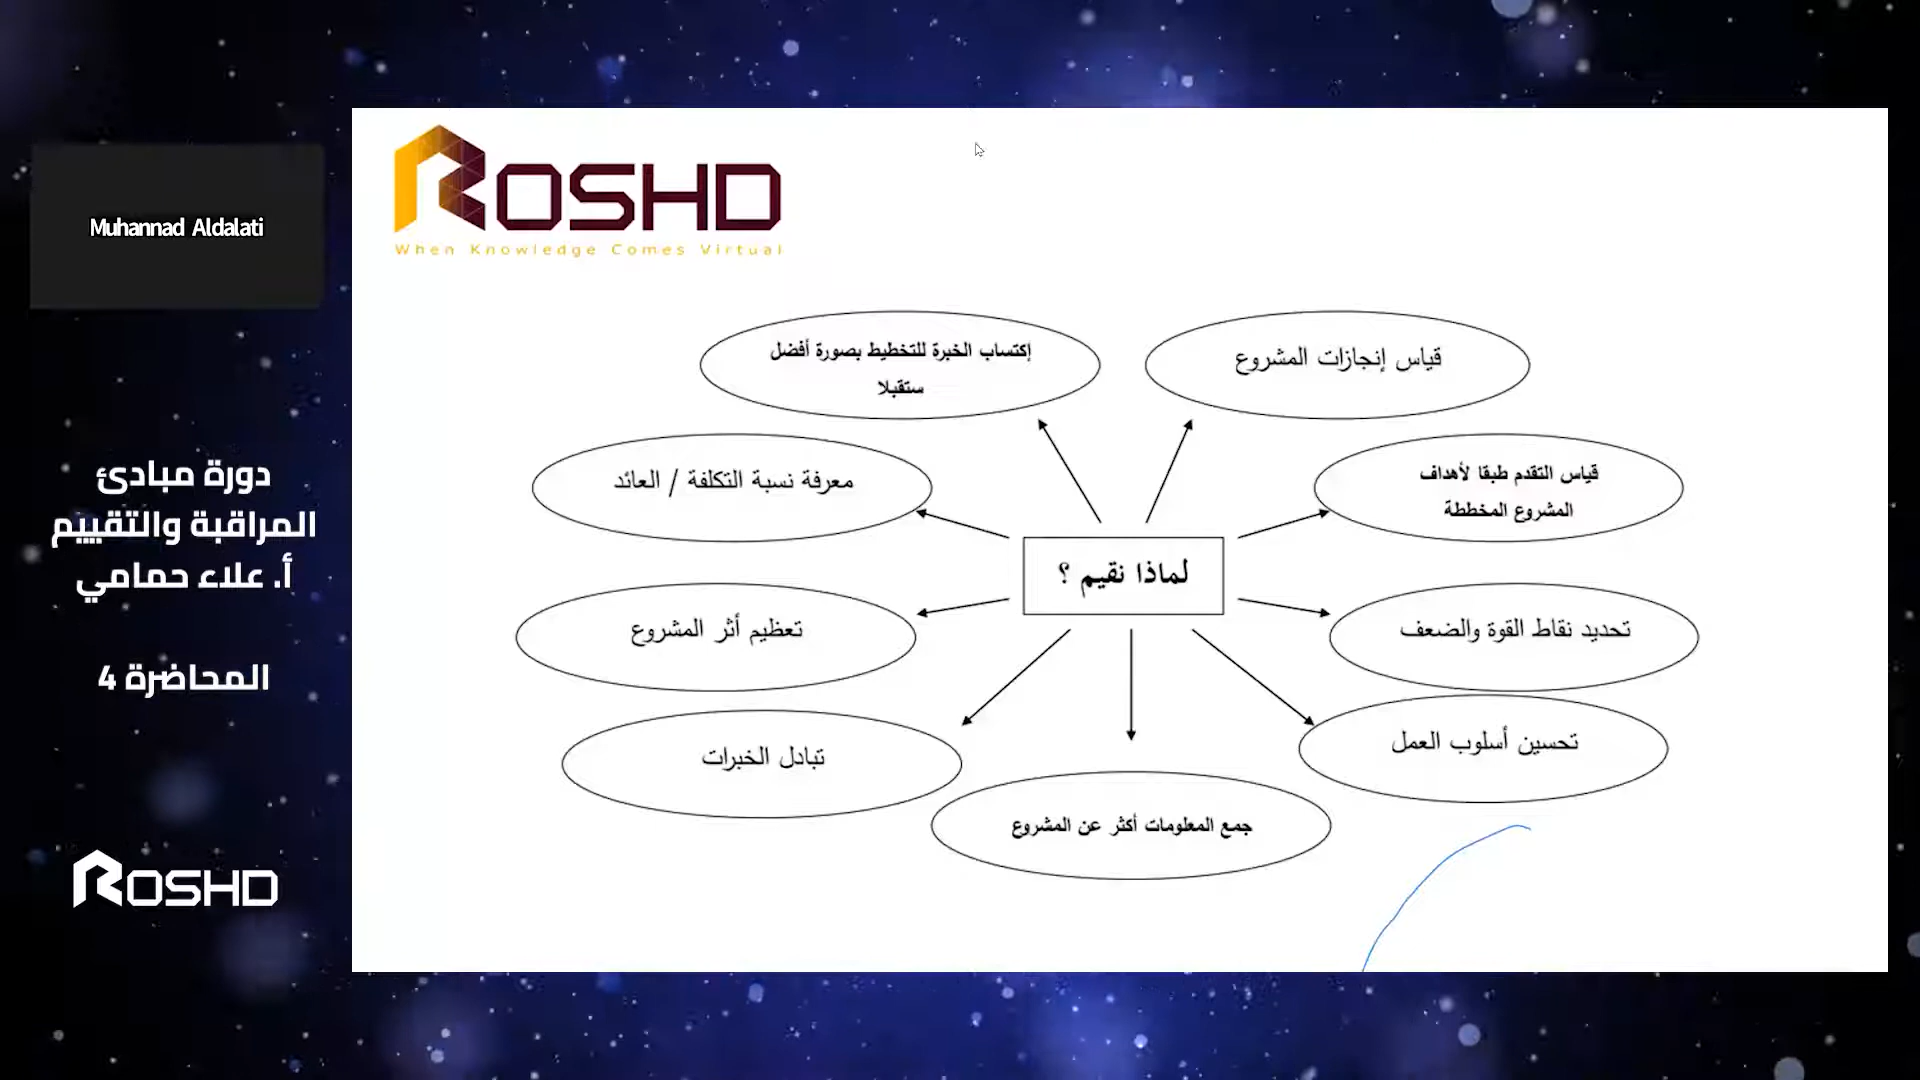 Muhannad Aldalati
دورة مبادئ
المراقبة والتقييم
أ. علاء حمامي
المحاضرة 4
ROSHD
ROSHD
When Knowledge Comes Virtual
قياس إنجازات المشروع
إكتساب الخبرة للتخطيط بصورة أفضل
ستقبلا
قياس التقدم طبقا لأهداف
المشروع المخططة
معرفة نسبة التكلفة / العائد
لماذا نقيم ؟
تحديد نقاط القوة والضعف
تعظيم أثر المشروع
تحسين أسلوب العمل
تبادل الخبرات
جمع المعلومات أكثر عن المشروع